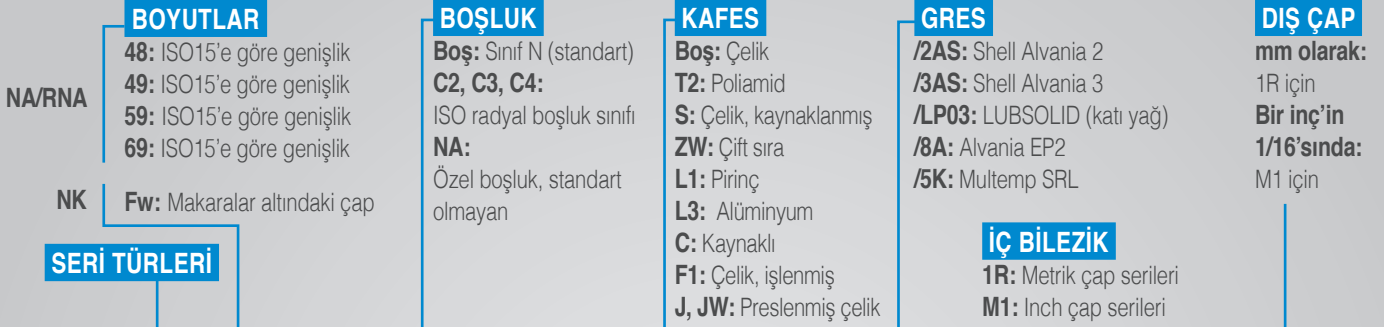 BOYUTLAR
NA/RNA
48: ISO15'e göre genişlik
49: ISO15'e göre genişlik
59: ISO15'e göre genişlik
69: ISO15'e göre genişlik
NK
Fw: Makaralar altındaki çap
SERİ TÜRLERİ
BOŞLUK
Boş: Sınıf N (standart)
C2, C3, C4:
ISO radyal boşluk sınıfı
NA:
Özel boşluk, standart
olmayan
KAFES
Boş: Çelik
T2: Poliamid
S: Çelik, kaynaklanmış
ZW: Çift sıra
L1: Pirinç
L3: Alüminyum
C: Kaynaklı
F1: Çelik, işlenmiş
J, JW: Preslenmiş çelik
GRES
/2AS: Shell Alvania 2
/3AS: Shell Alvania 3
/LP03: LUBSOLID (katı yağ)
/8A: Alvania EP2
/5K: Multemp SRL
İÇ BİLEZİK
1R: Metrik çap serileri
M1: Inch çap serileri
DIŞ ÇAP
mm olarak:
1R için
Bir inç'in
1/16'sında:
M1 için